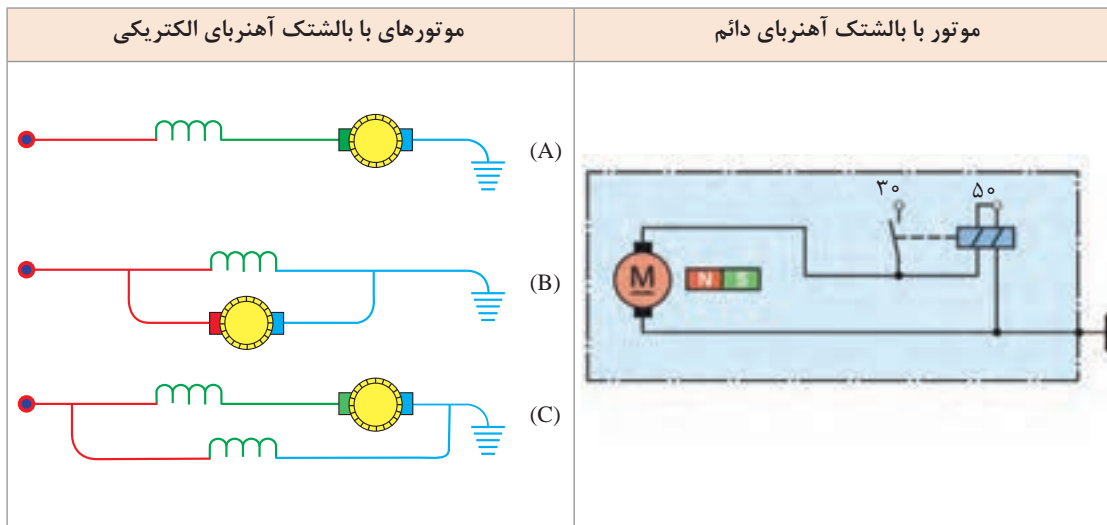 موتور با بالشتک آهنربای دائم
موتورهای با بالشتک آهنربای الکتریکی
۳۰
۵۰
M
N
S
(A)
(B)
(C)